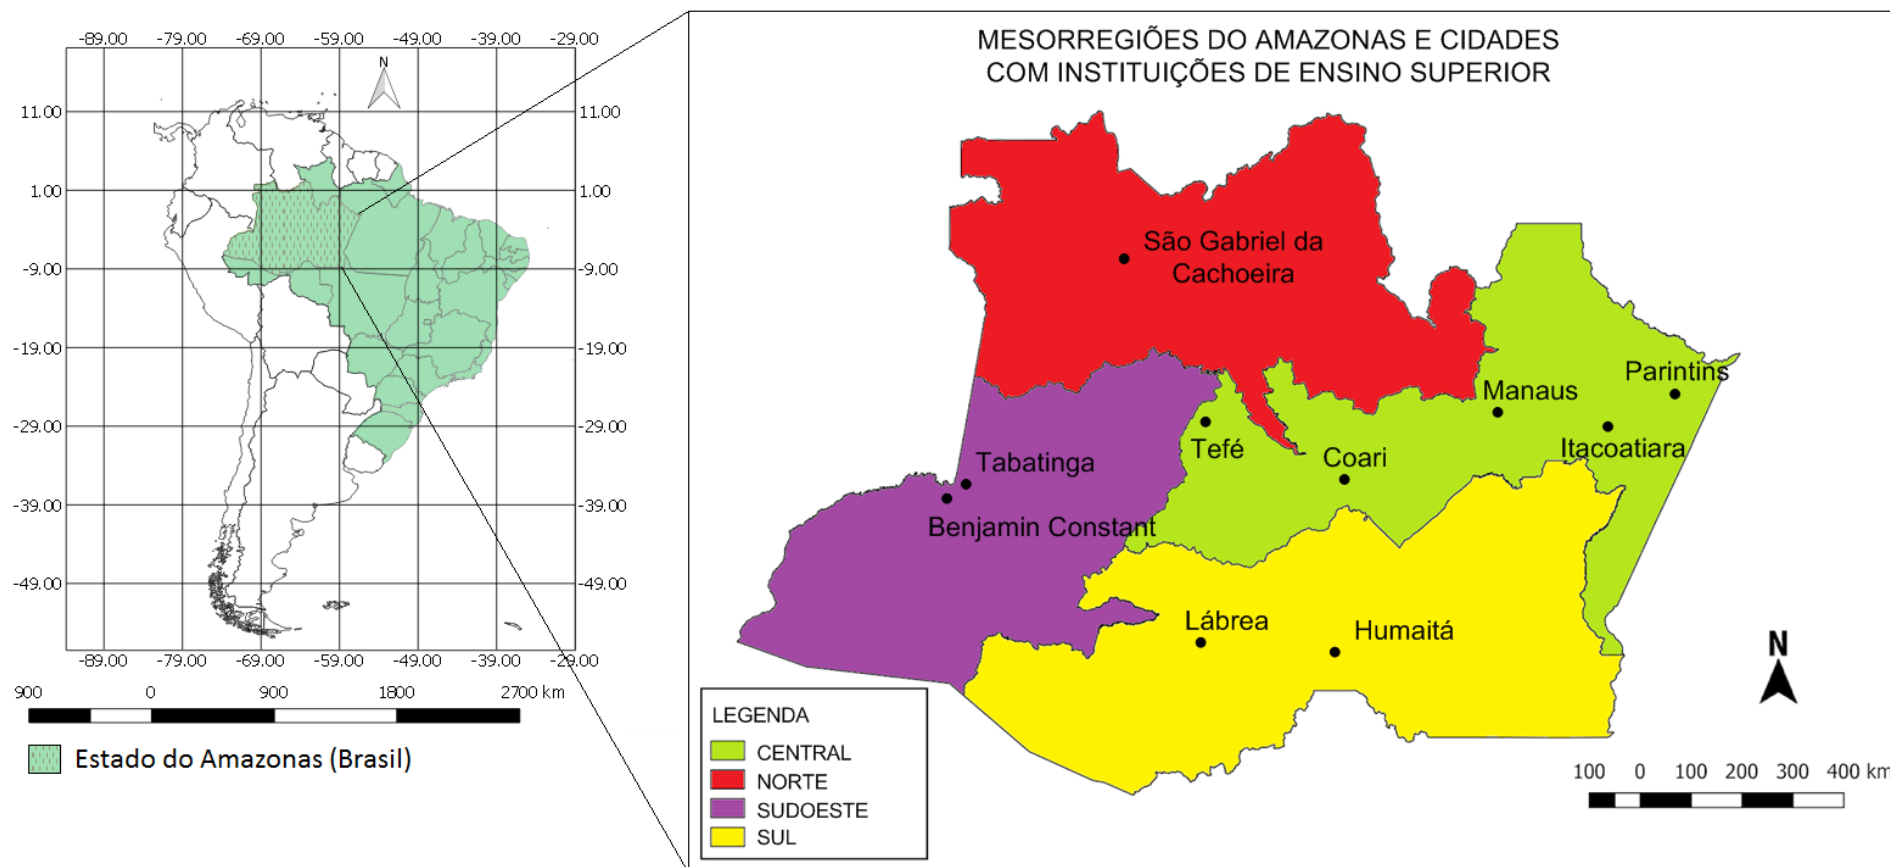 -89.00 -79.00 -69.00 -59.00 -49.00 -39.00 -29.00
N
11.00 11.00
1.00 1.00
-9.00 -9.00
-19.00 -19.00
-29.00 -29.00
-39.00 -39.00
-49.00 -49.00
-89.00 -79.00 -69.00 -59.00 -49.00 -39.00 -29.00
900 0 900 1800 2700 km
Estado do Amazonas (Brasil)
MESORREGIÕES DO AMAZONAS E CIDADES
COM INSTITUIÇÕES DE ENSINO SUPERIOR
São Gabriel da
Cachoeira
Parintins
Manaus
Itacoatiara
Tefé
Coari
Tabatinga
Benjamin Constant
Lábrea
Humaitá
N
LEGENDA
CENTRAL
NORTE
SUDOESTE
SUL
100 0 100 200 300 400 km